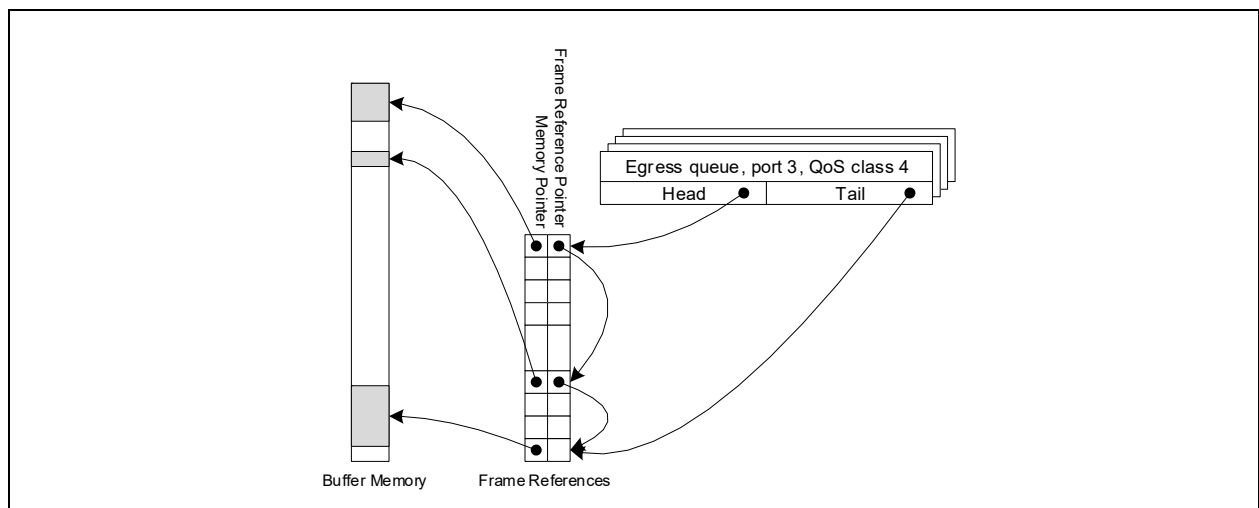 Frame Reference Pointer
Memory Pointer
Egress queue, port 3, QoS class 4
Head
Tail
Buffer Memory
Frame References